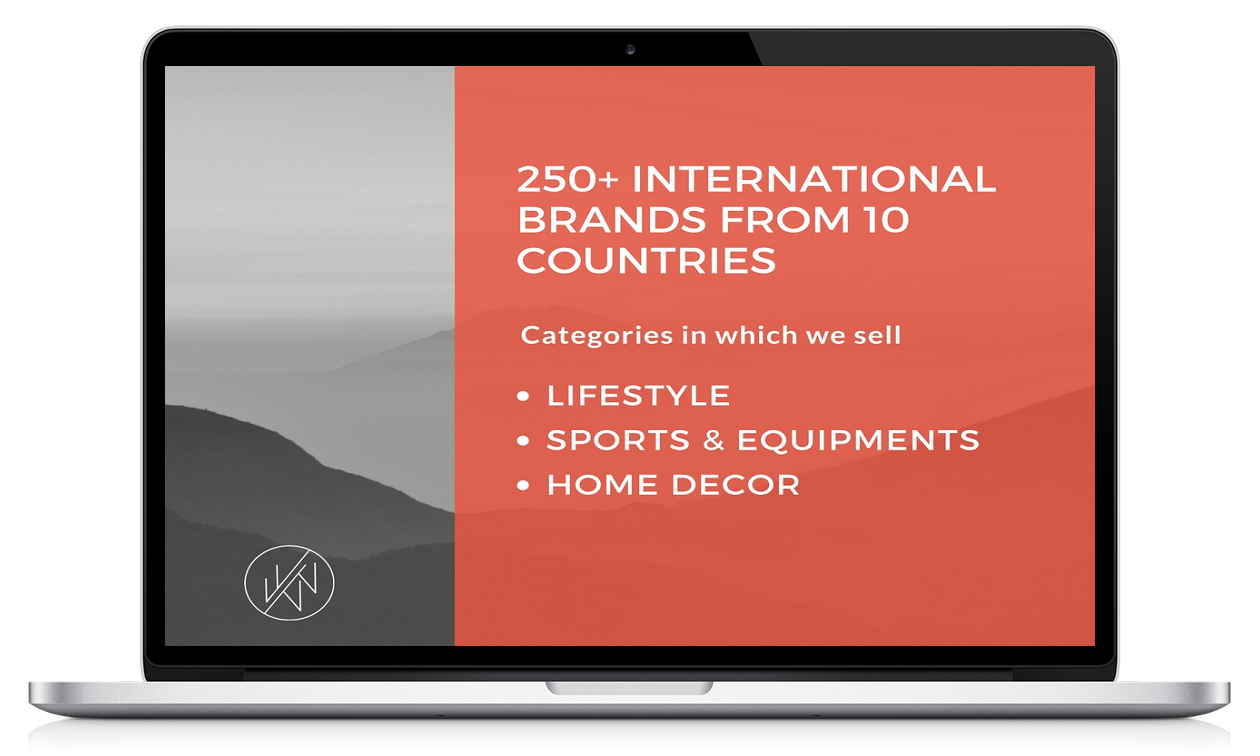 250+ INTERNATIONAL
BRANDS FROM 10
COUNTRIES
Categories in which we sell
• LIFESTYLE
• SPORTS & EQUIPMENTS
• HOME DECOR